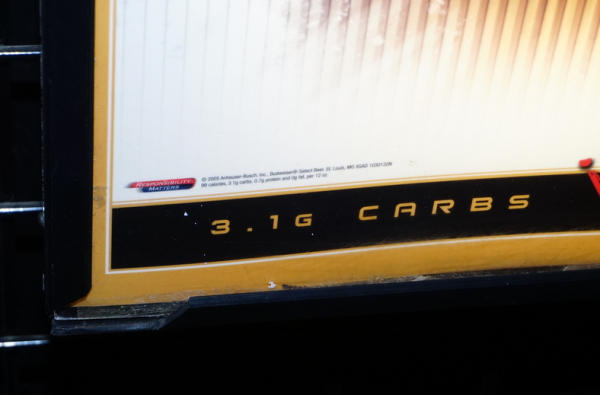 RESPONSIBILITY
MATTERS
© 2005 Anheuser-Busch, Inc., Budweiser® Select Beer, St. Louis, MO
99 calories, 3.1g carbs, 0.7g protein and 0g fat, per 12 oz.
3.1G CARBS